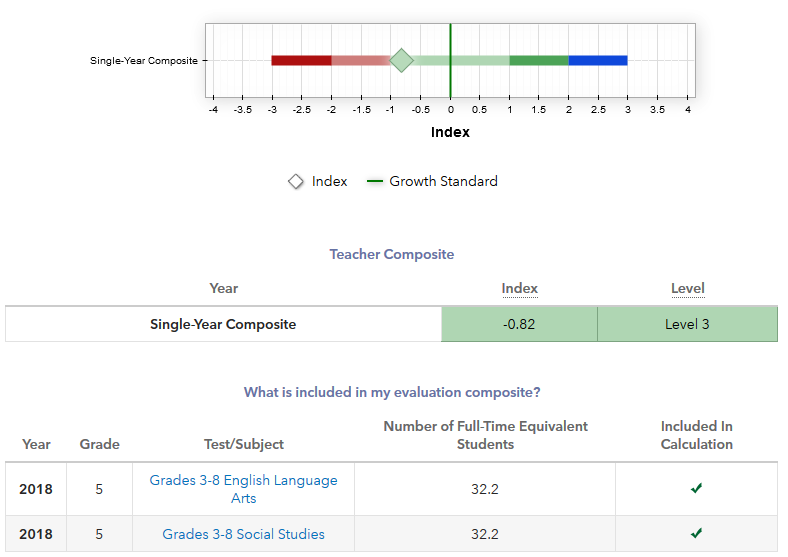 Single-Year Composite
-4 -3.5 -3 -2.5 -2 -1.5 -1 -0.5 0 0.5 1 1.5 2 2.5 3 3.5 4
Index
Index Growth Standard
Teacher Composite
Year Index Level
Single-Year Composite -0.82 Level 3
What is included in my evaluation composite?
Number of Full-Time Equivalent Included In
Year Grade Test/Subject Students Calculation
2018 5 Grades 3-8 English Language 32.2 ✔
Arts
2018 5 Grades 3-8 Social Studies 32.2 ✔